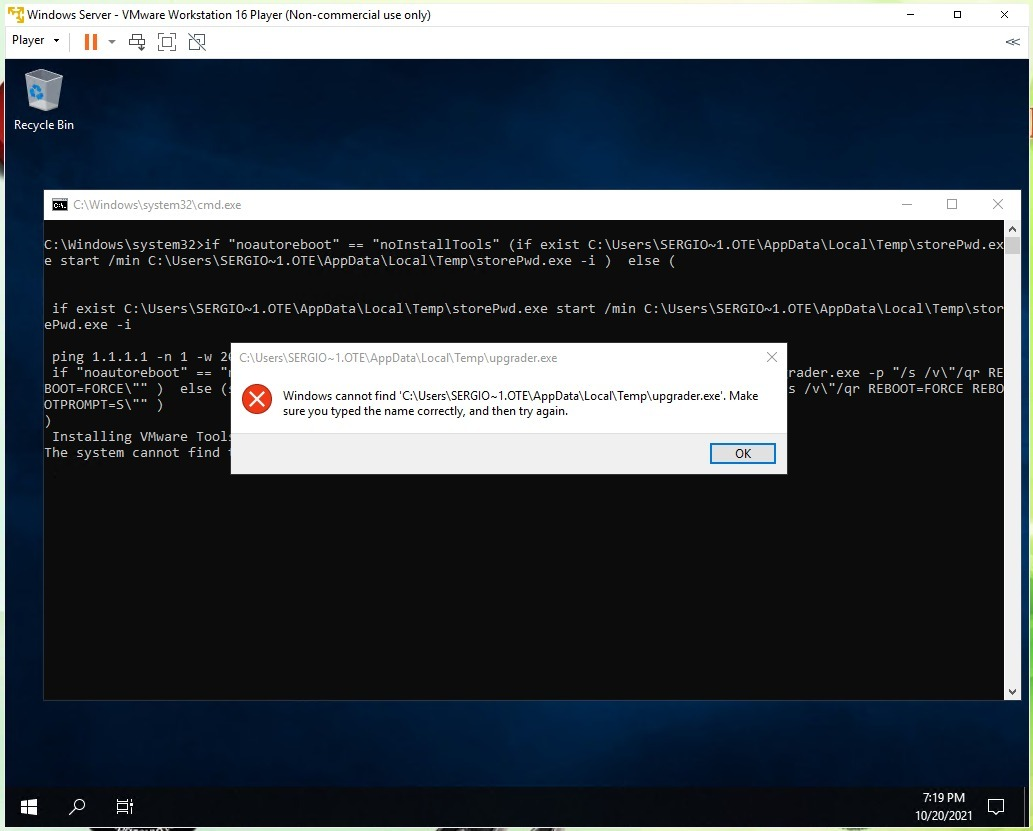 Windows Server - VMware Workstation 16 Player (Non-commercial use only)
Player
Recycle Bin
C:\Windows\system32\cmd.exe
C:\Windows\system32>if "noautoreboot" == "noInstallTools" (if exist C:\Users\SERGIO~1.OTE\AppData\Local\Temp\storePwd.ex
e start /min C:\Users\SERGIO~1.OTE\AppData\Local\Temp\storePwd.exe -i )  else (
if exist C:\Users\SERGIO~1.OTE\AppData\Local\Temp\storePwd.exe start /min C:\Users\SERGIO~1.OTE\AppData\Local\Temp\stor
ePwd.exe -i
ping 1.1.1.1 -n 1 -w
if "noautoreboot" == grader.exe -p "/s /v\"/qr RE
BOOT=FORCE\"" )  else ( s /v\"/qr REBOOT=FORCE REBO
OTPROMPT=S\"" )
)
Installing VMware Tools
The system cannot find
C:\Users\SERGIO~1.OTE\AppData\Local\Temp\upgrader.exe
Windows cannot find 'C:\Users\SERGIO~1.OTE\AppData\Local\Temp\upgrader.exe'. Make
sure you typed the name correctly, and then try again.
OK
7:19 PM
10/20/2021